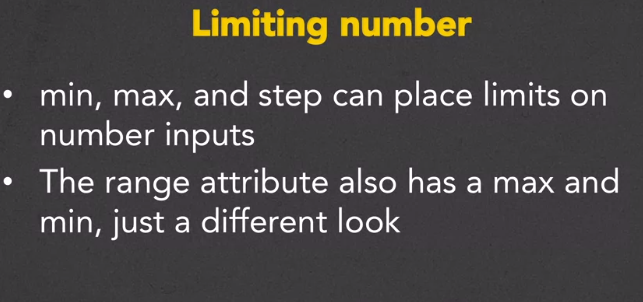 Limiting number
• min, max, and step can place limits on
number inputs
• The range attribute also has a max and
min, just a different look